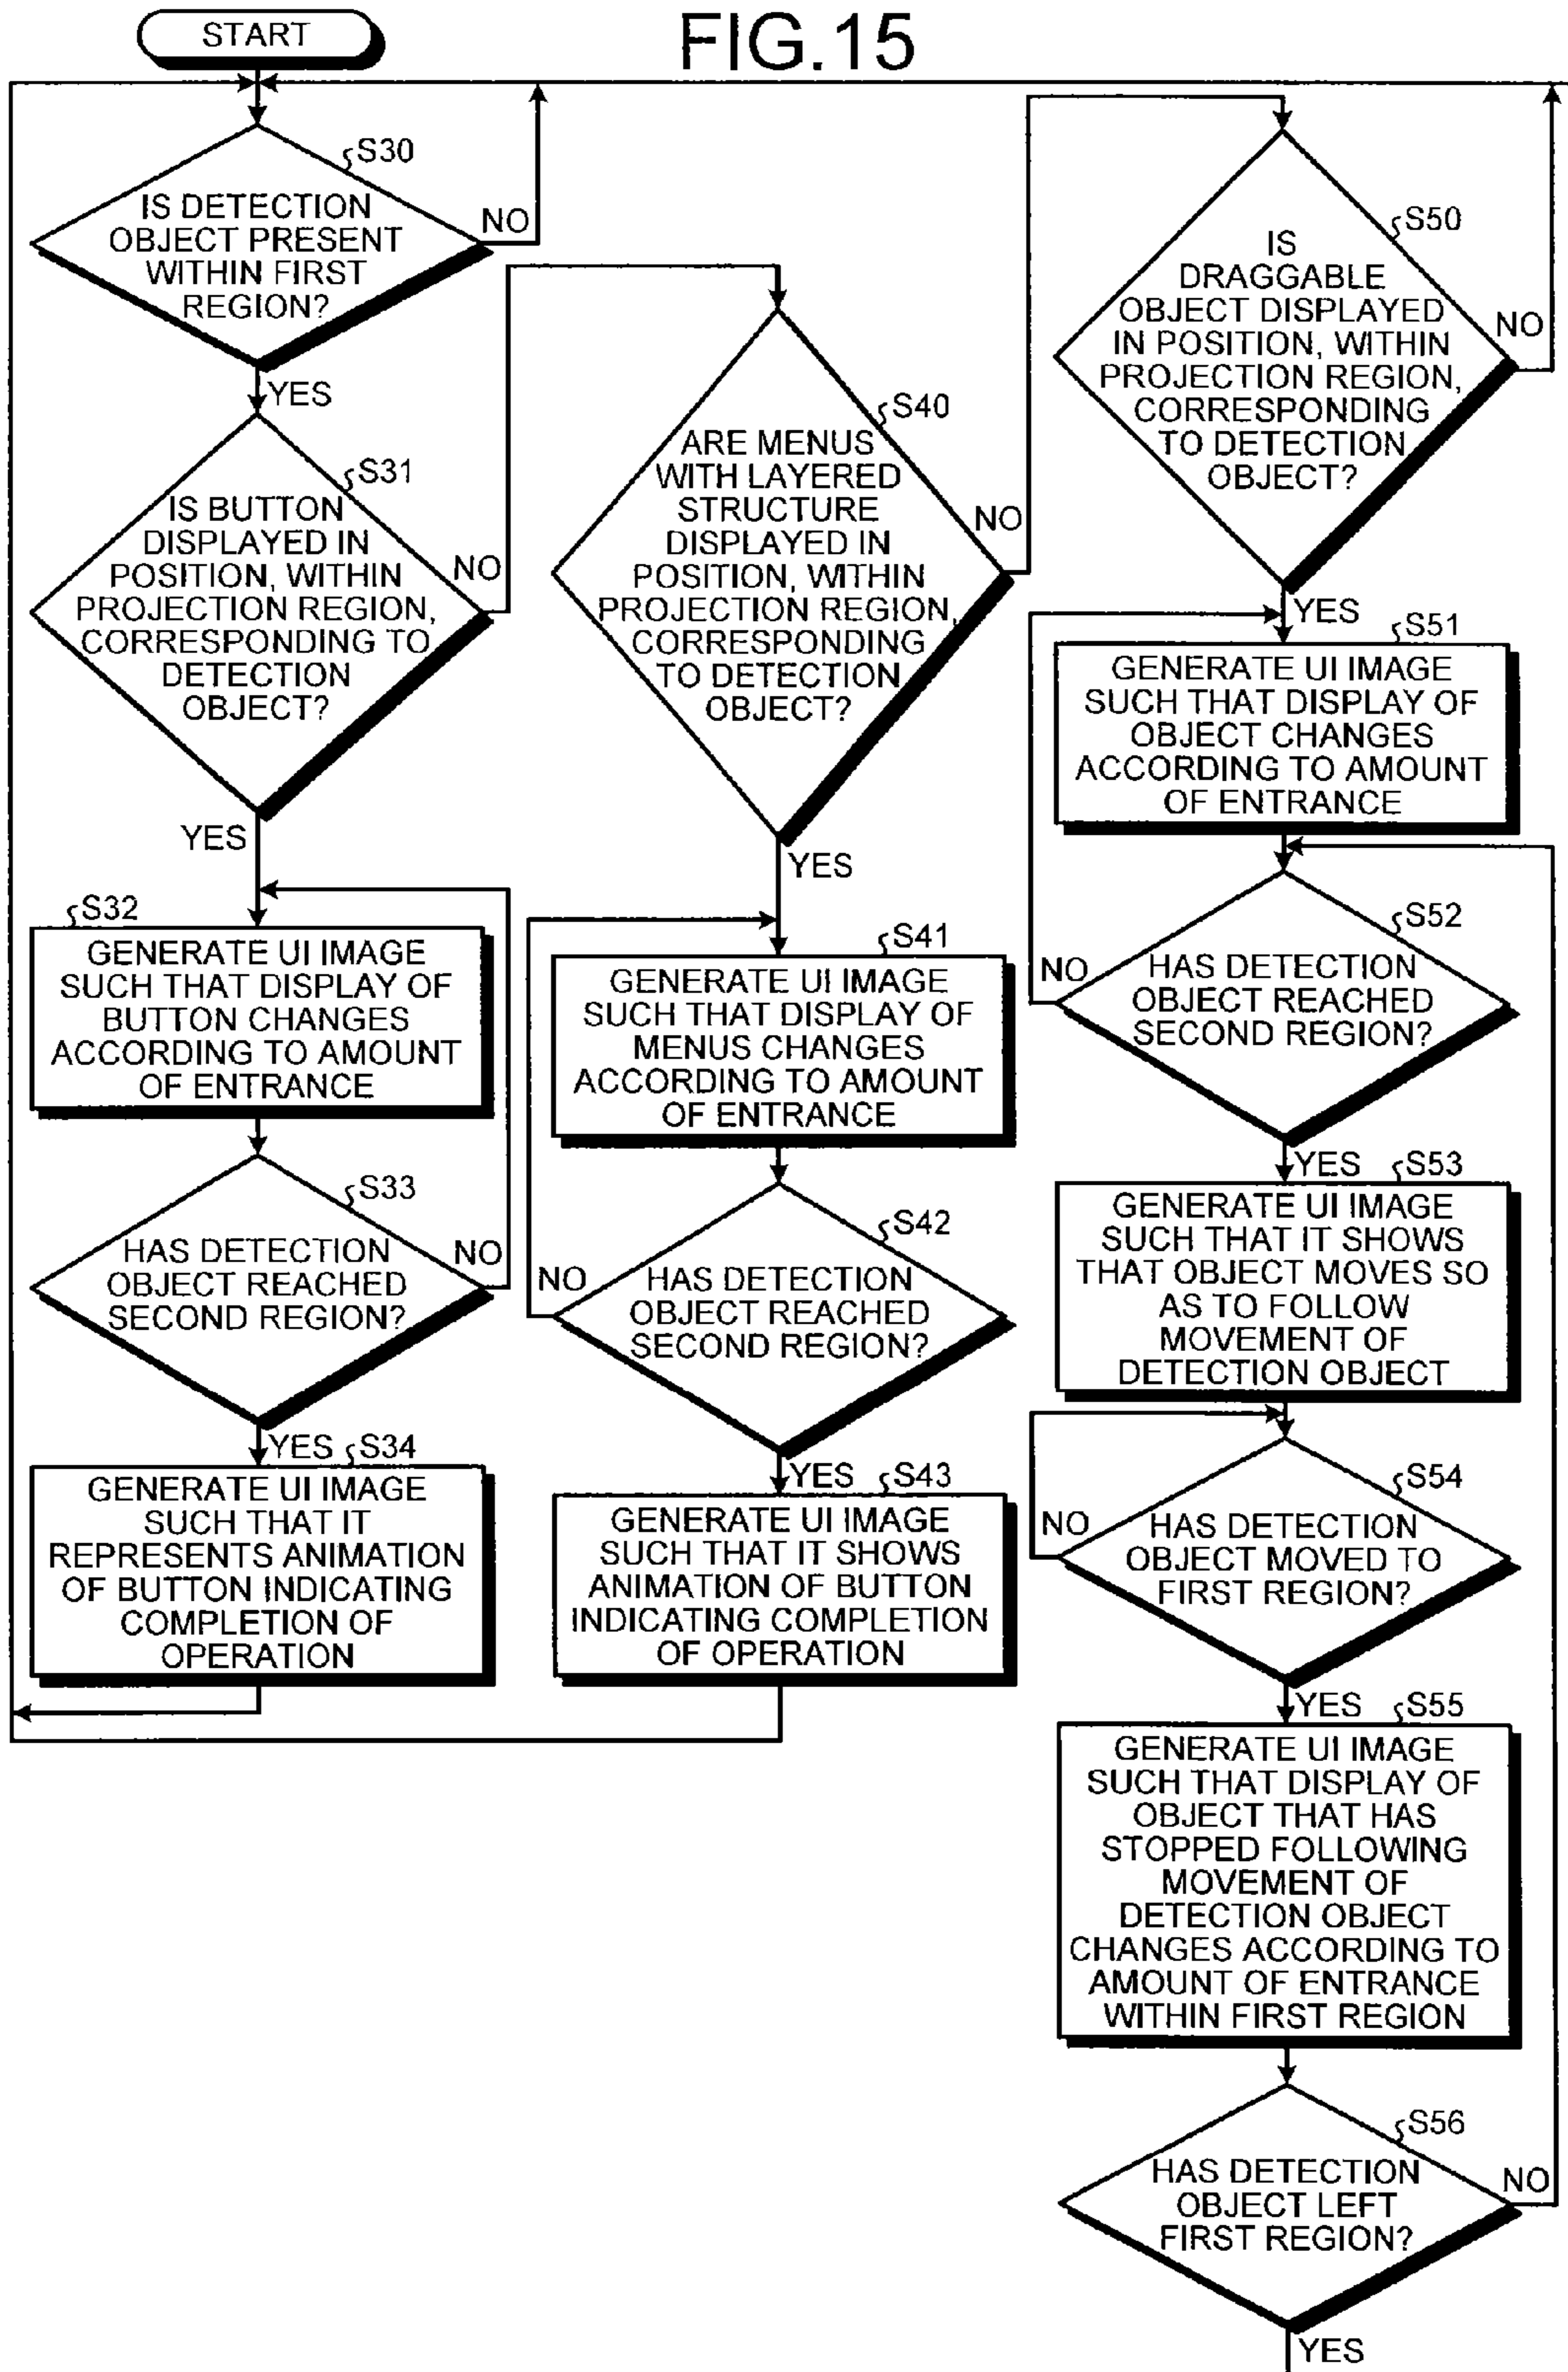 FIG.15
START
S30
IS DETECTION
OBJECT PRESENT
WITHIN FIRST
REGION?
NO
YES
S31
IS BUTTON
DISPLAYED IN
POSITION, WITHIN
PROJECTION REGION,
CORRESPONDING TO
DETECTION
OBJECT?
NO
YES
S32
GENERATE UI IMAGE
SUCH THAT DISPLAY OF
BUTTON CHANGES
ACCORDING TO AMOUNT
OF ENTRANCE
S33
HAS DETECTION
OBJECT REACHED
SECOND REGION?
NO
YES
S34
GENERATE UI IMAGE
SUCH THAT IT
REPRESENTS ANIMATION
OF BUTTON INDICATING
COMPLETION OF
OPERATION
S40
ARE MENUS
WITH LAYERED
STRUCTURE
DISPLAYED IN
POSITION, WITHIN
PROJECTION REGION,
CORRESPONDING
TO DETECTION
OBJECT?
NO
YES
S41
GENERATE UI IMAGE
SUCH THAT DISPLAY OF
MENUS CHANGES
ACCORDING TO AMOUNT
OF ENTRANCE
S42
HAS DETECTION
OBJECT REACHED
SECOND REGION?
NO
YES
S43
GENERATE UI IMAGE
SUCH THAT IT SHOWS
ANIMATION OF BUTTON
INDICATING COMPLETION
OF OPERATION
S50
IS
DRAGGABLE
OBJECT DISPLAYED
IN POSITION, WITHIN
PROJECTION REGION,
CORRESPONDING
TO DETECTION
OBJECT?
NO
YES
S51
GENERATE UI IMAGE
SUCH THAT DISPLAY OF
OBJECT CHANGES
ACCORDING TO AMOUNT
OF ENTRANCE
S52
HAS DETECTION
OBJECT REACHED
SECOND REGION?
NO
YES
S53
GENERATE UI IMAGE
SUCH THAT IT SHOWS
THAT OBJECT MOVES SO
AS TO FOLLOW
MOVEMENT OF
DETECTION OBJECT
S54
HAS DETECTION
OBJECT MOVED TO
FIRST REGION?
NO
YES
S55
GENERATE UI IMAGE
SUCH THAT DISPLAY OF
OBJECT THAT HAS
STOPPED FOLLOWING
MOVEMENT OF
DETECTION OBJECT
CHANGES ACCORDING TO
AMOUNT OF ENTRANCE
WITHIN FIRST REGION
S56
HAS DETECTION
OBJECT LEFT
FIRST REGION?
NO
YES